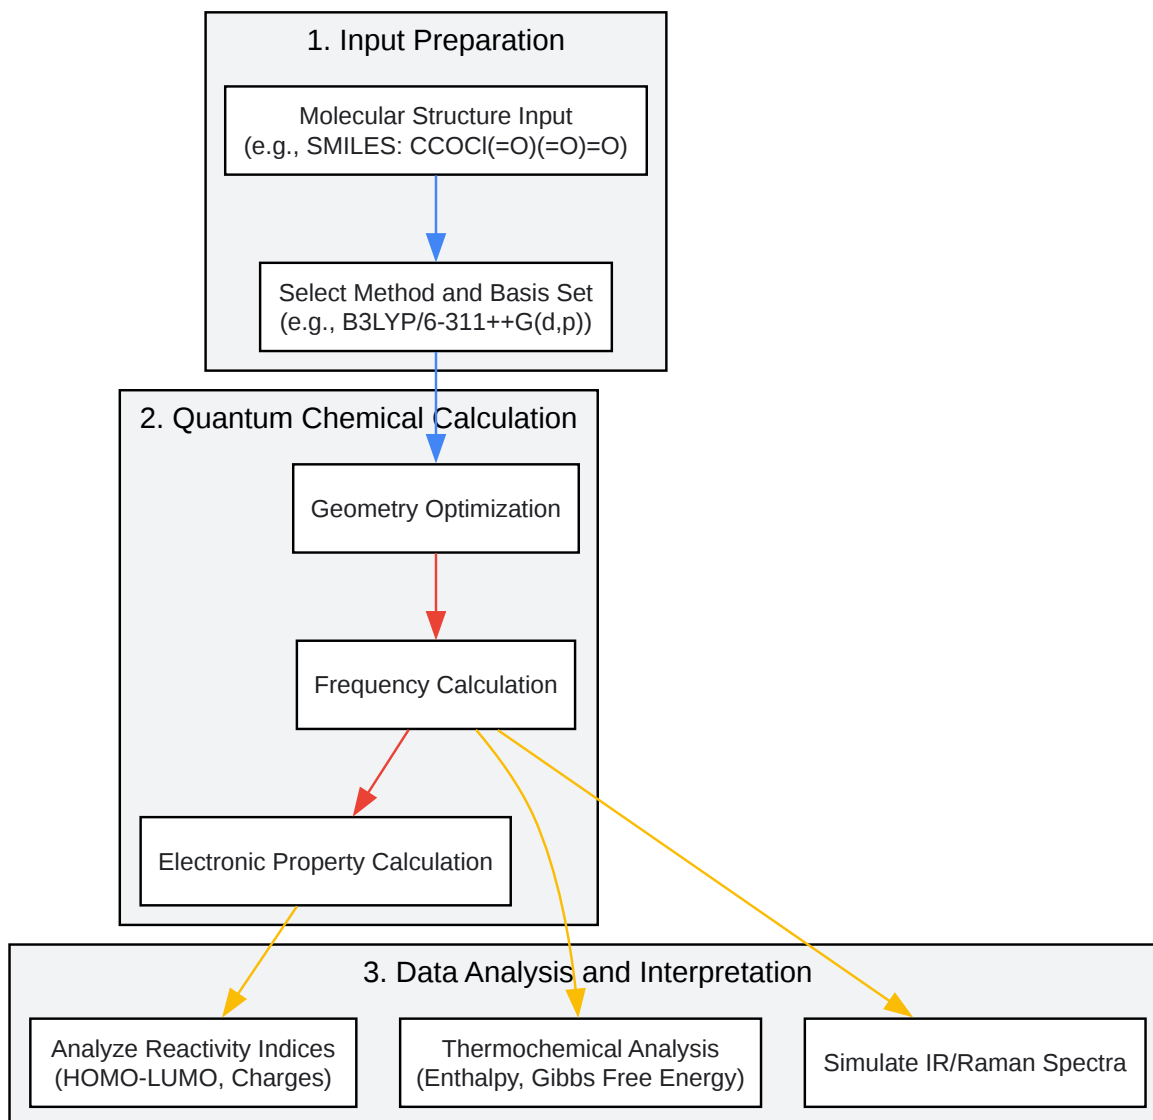 1. Input Preparation
Molecular Structure Input
(e.g., SMILES: CCOCl(=O)(=O)=O)
Select Method and Basis Set
(e.g., B3LYP/6-311++G(d,p))
2. Quantum Chemical Calculation
Geometry Optimization
Frequency Calculation
Electronic Property Calculation
3. Data Analysis and Interpretation
Analyze Reactivity Indices
(HOMO-LUMO, Charges)
Thermochemical Analysis
(Enthalpy, Gibbs Free Energy)
Simulate IR/Raman Spectra